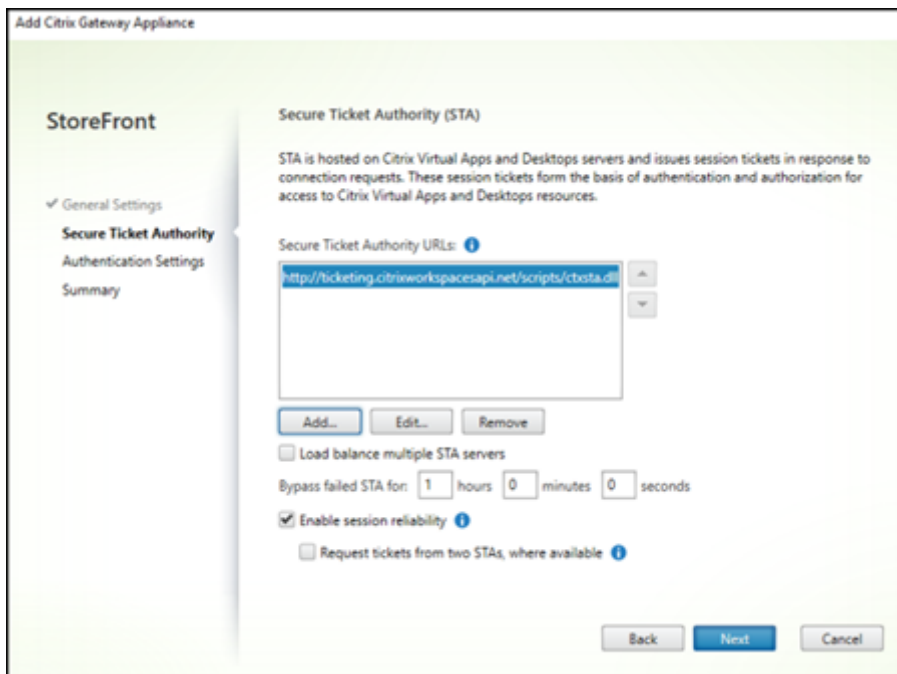 Add Citrix Gateway Appliance
StoreFront
✔ General Settings
Secure Ticket Authority
Authentication Settings
Summary
Secure Ticket Authority (STA)
STA is hosted on Citrix Virtual Apps and Desktops servers and issues session tickets in response to
connection requests. These session tickets form the basis of authentication and authorization for
access to Citrix Virtual Apps and Desktops resources.
Secure Ticket Authority URLs:
http://ticketing.citrixworkspacesapi.net/scripts/ctxsta.dll
Add... Edit... Remove
Load balance multiple STA servers
Bypass failed STA for: 1 hours 0 minutes 0 seconds
Enable session reliability
Request tickets from two STAs, where available
Back Next Cancel